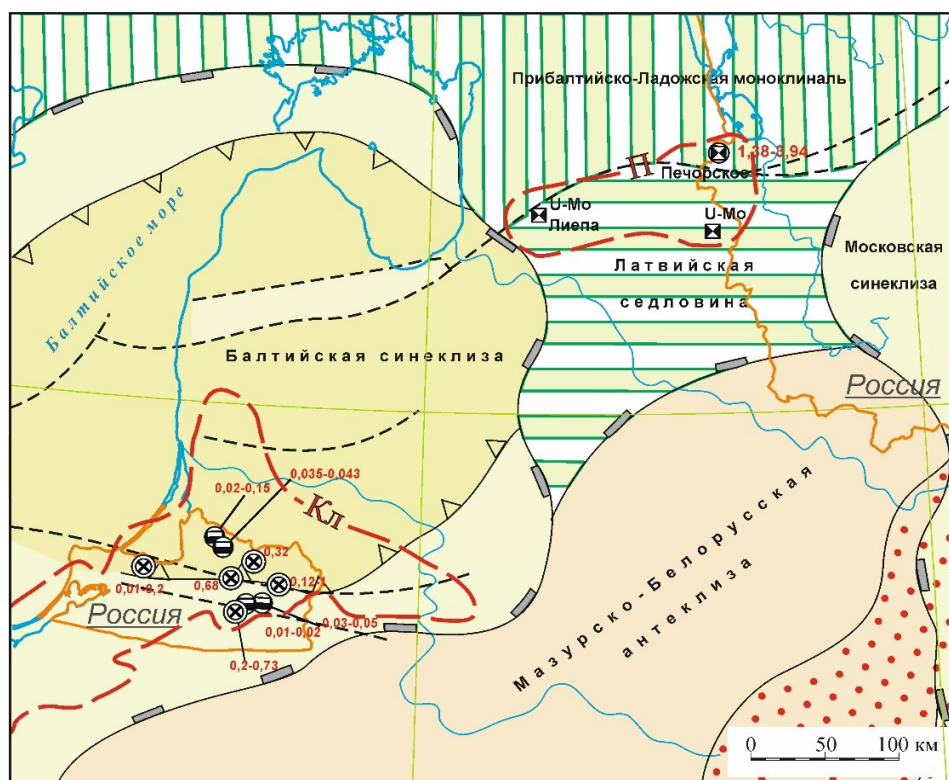 Прибалтийско-Ладожская моноклиналь
1,38-3,94
П
Печорское
U-Mo
Лиепа
U-Mo
Балтийское море
Латвийская
седловина
Московская
синеклиза
Балтийская синеклиза
Россия
0,035-0,043
0,02-0,15
Кл
0,32
0,68
0,12-1
0,01-0,2
Россия
0,03-0,05
0,01-0,02
0,2-0,73
Мазурско-Белорусская
антеклиза
0 50 100 км